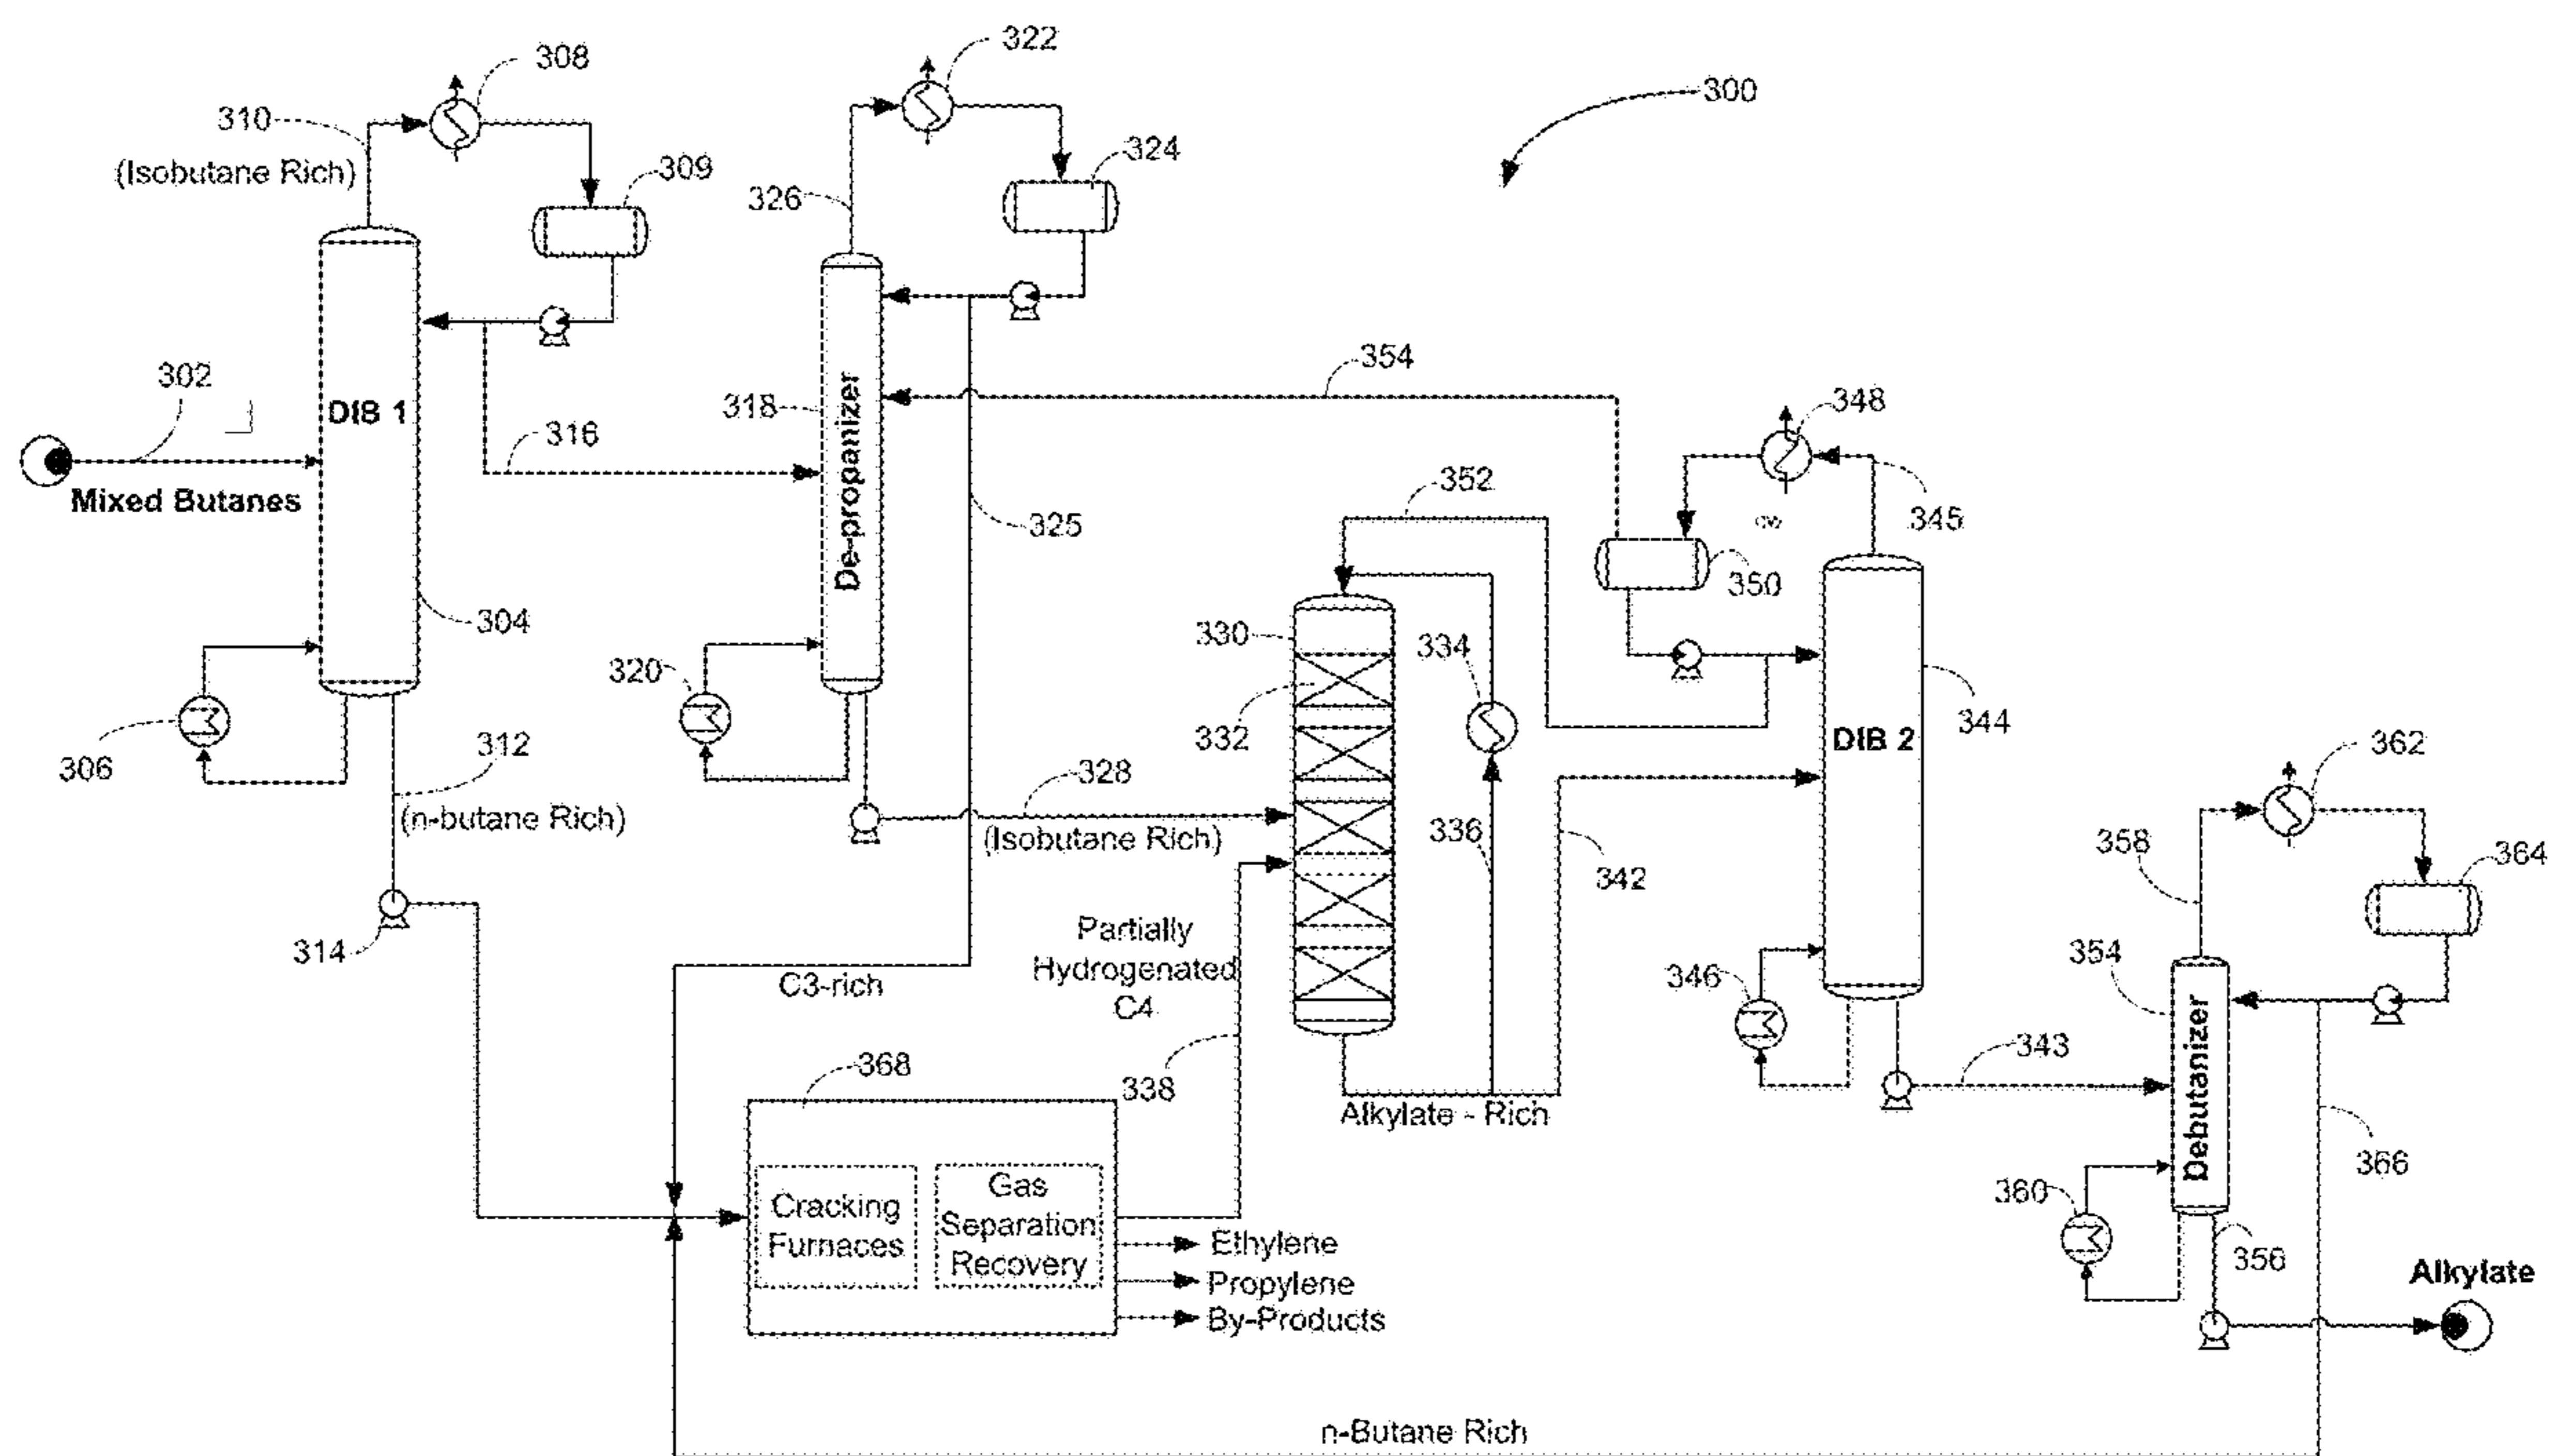 308
322
300
310
(Isobutane Rich)
309
324
326
302
DIB 1
318
De-propanizer
316
354
348
Mixed Butanes
352
325
345
350
304
330
334
320
332
344
DIB 2
306
312
328
362
(n-butane Rich)
(Isobutane Rich)
336
342
358
364
314
Partially
Hydrogenated
C4
C3-rich
346
354
Debutanizer
368
338
343
Alkylate - Rich
366
Cracking
Furnaces
Gas
Separation
Recovery
360
Ethylene
Propylene
By-Products
356
Alkylate
n-Butane Rich